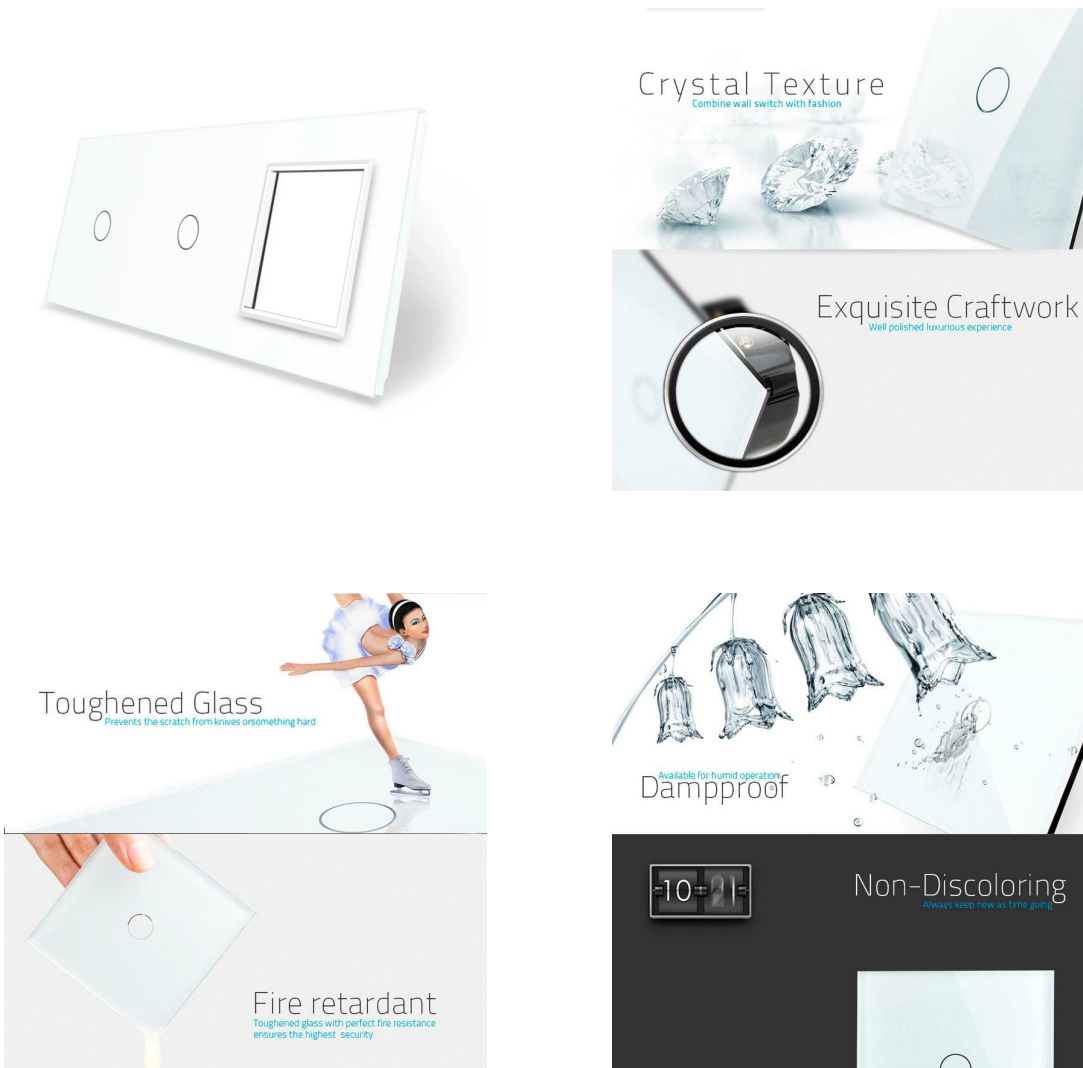 Crystal Texture
Combine wall switch with fashion
Exquisite Craftwork
Well polished luxurious experience
Toughened Glass
Prevents the scratch from knives orsomething hard
Available for humid operation
Dampproof
Fire retardant
Toughened glass with perfect fire resistance
ensures the highest security
10 21
Non-Discoloring
Always keep new as time going